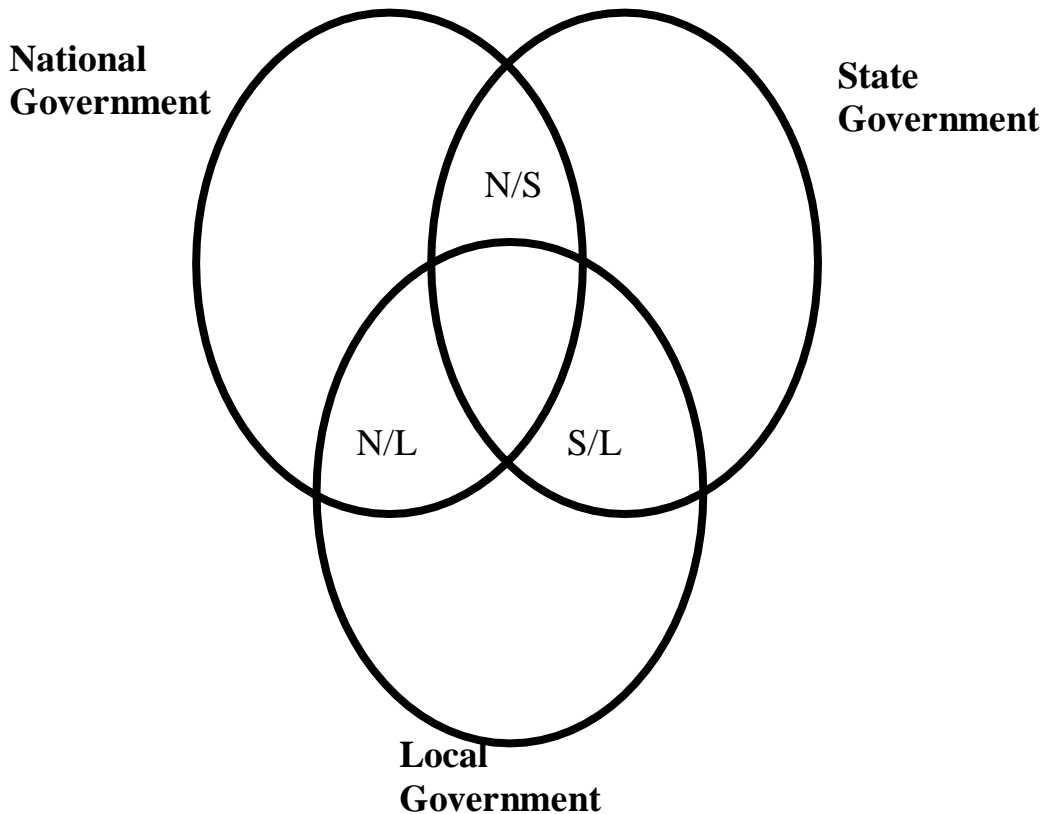 National
Government
State
Government
N/S
N/L
S/L
Local
Government